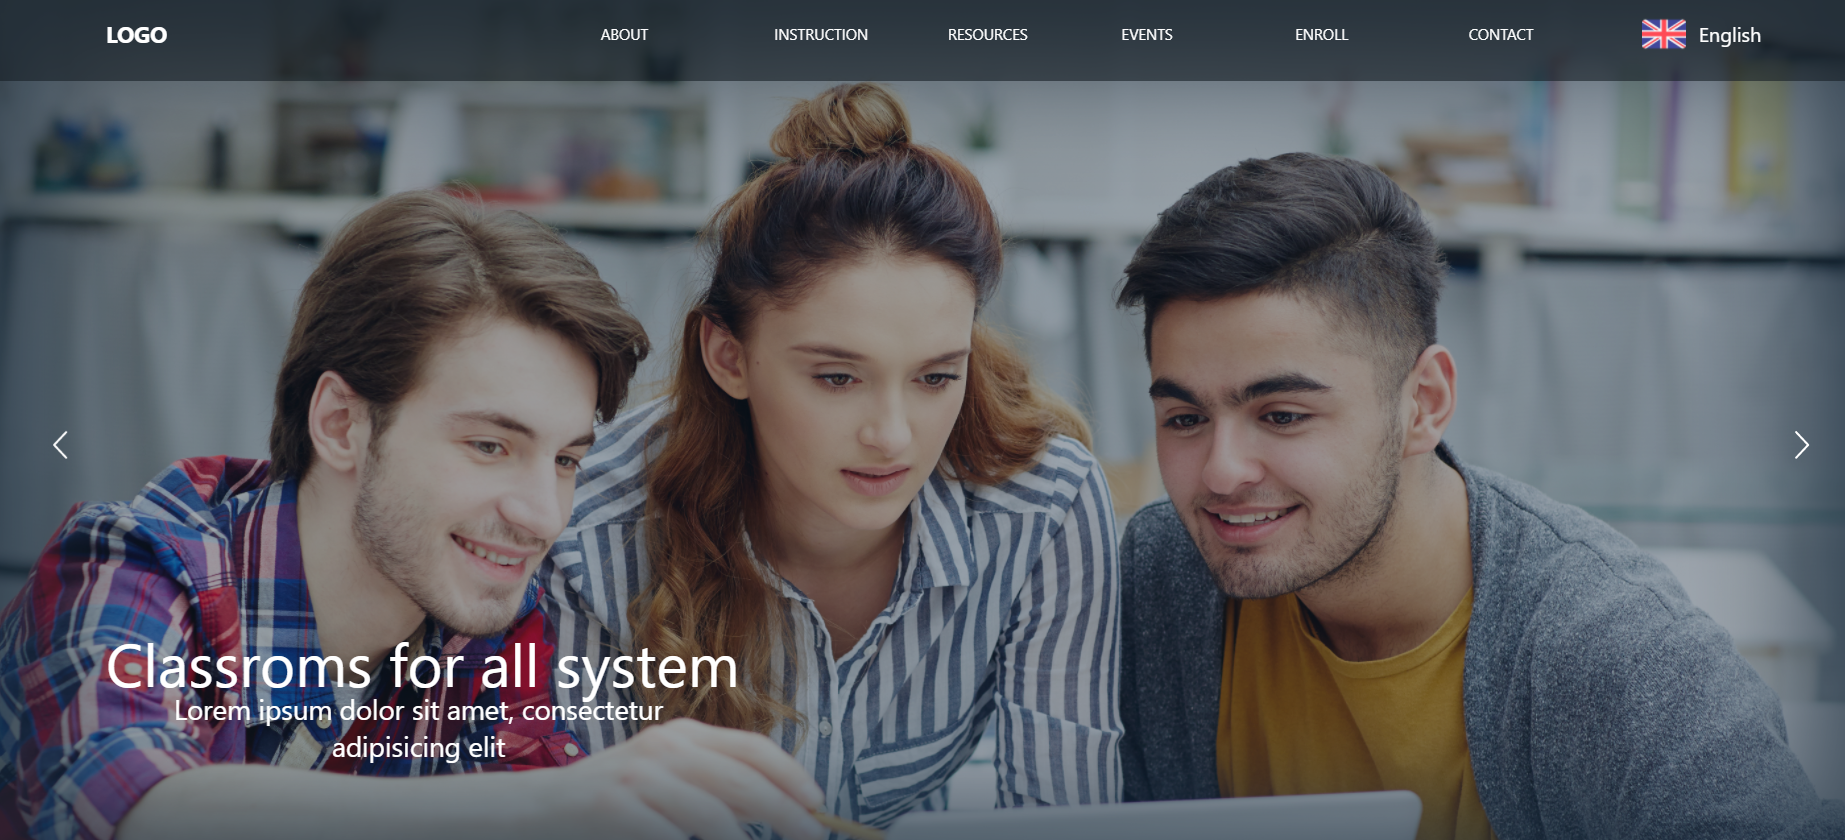 LOGO
ABOUT
INSTRUCTION
RESOURCES
EVENTS
ENROLL
CONTACT
English
Classroms for all system
Lorem ipsum dolor sit amet, consectetur
adipisicing elit